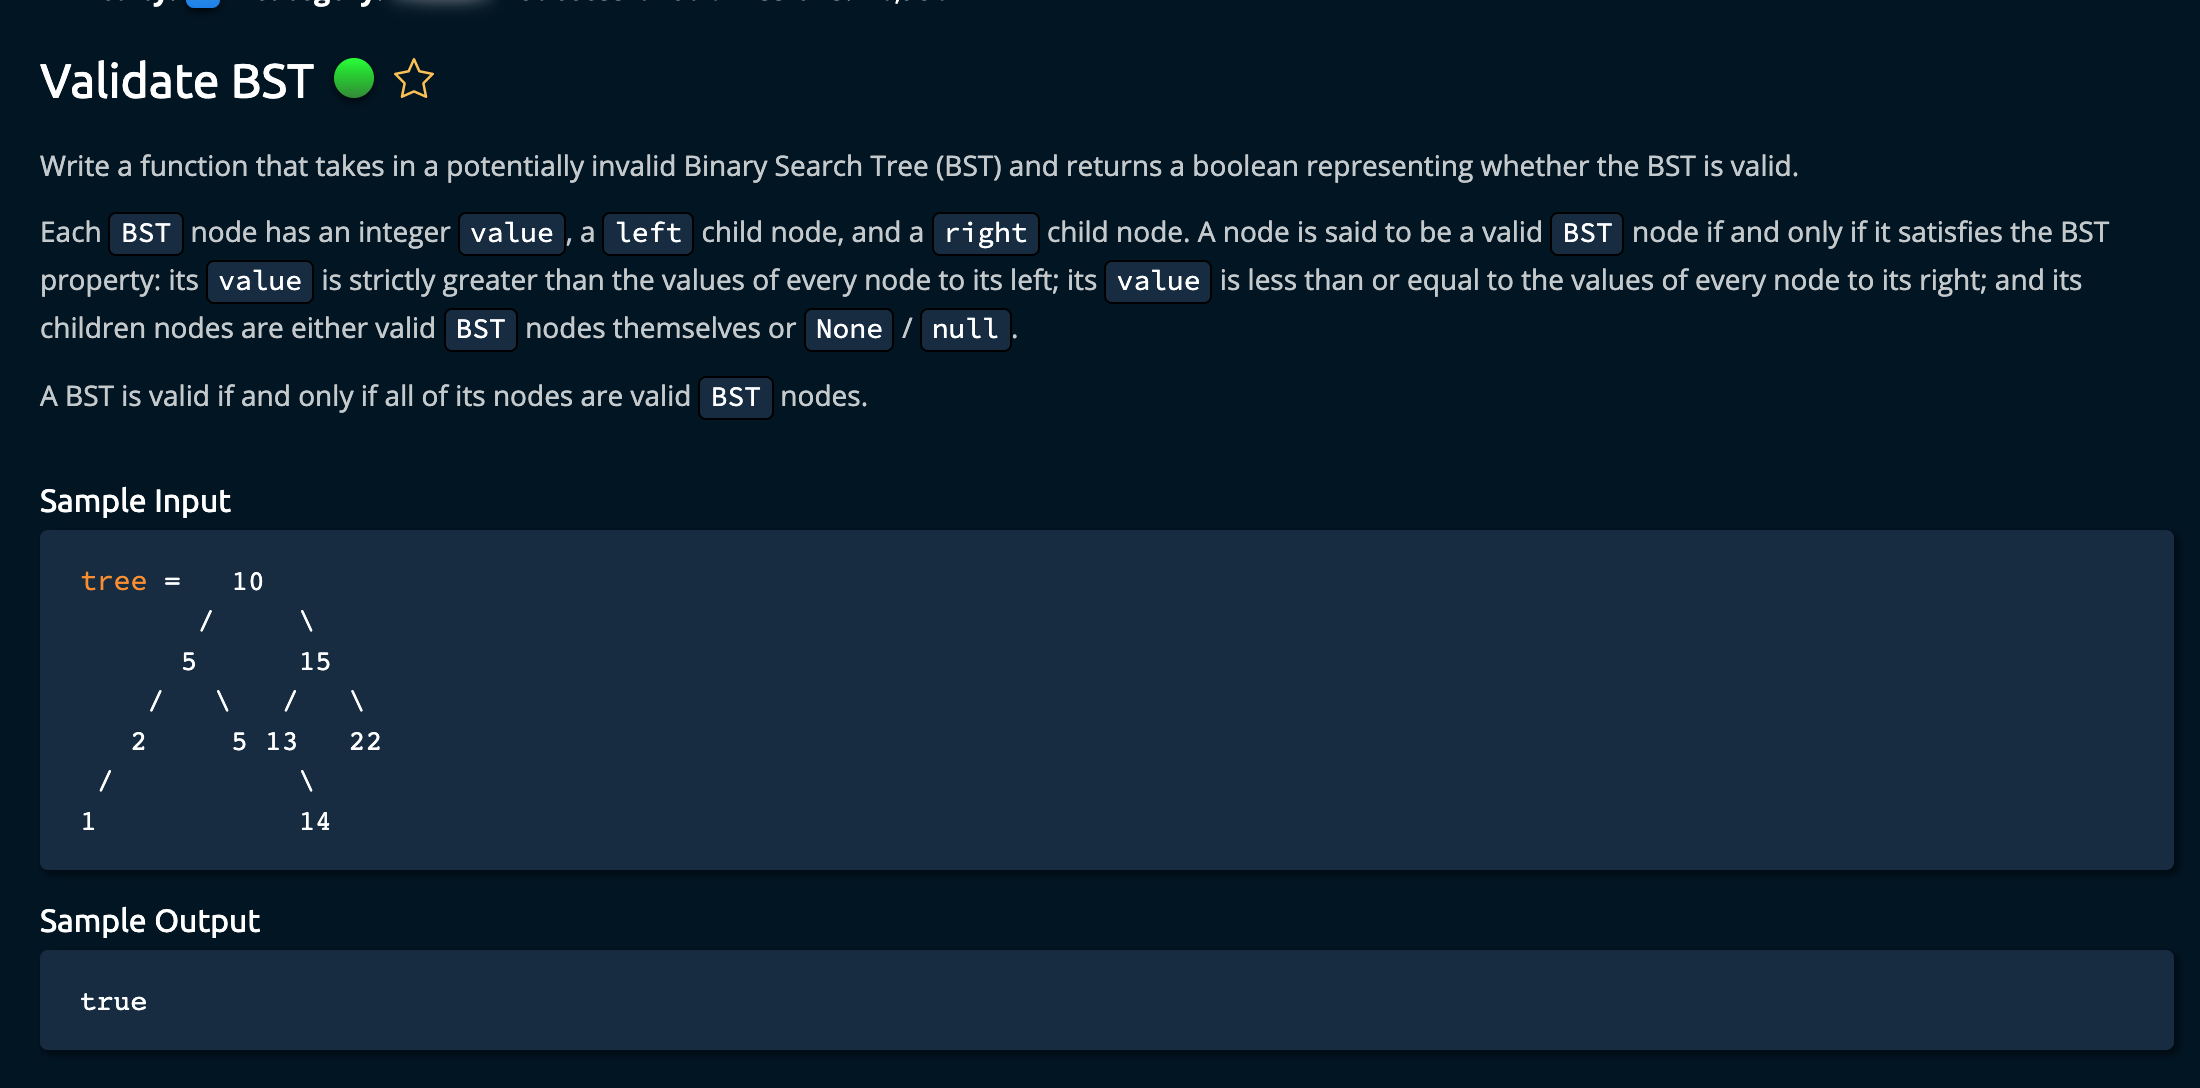 Validate BST
Write a function that takes in a potentially invalid Binary Search Tree (BST) and returns a boolean representing whether the BST is valid.
Each BST node has an integer value, a left child node, and a right child node. A node is said to be a valid BST node if and only if it satisfies the BST
property: its value is strictly greater than the values of every node to its left; its value is less than or equal to the values of every node to its right; and its
children nodes are either valid BST nodes themselves or None / null.
A BST is valid if and only if all of its nodes are valid BST nodes.
Sample Input
tree =   10
       /     \
      5      15
    /   \   /   \
   2     5 13   22
 /           \
1            14
Sample Output
true